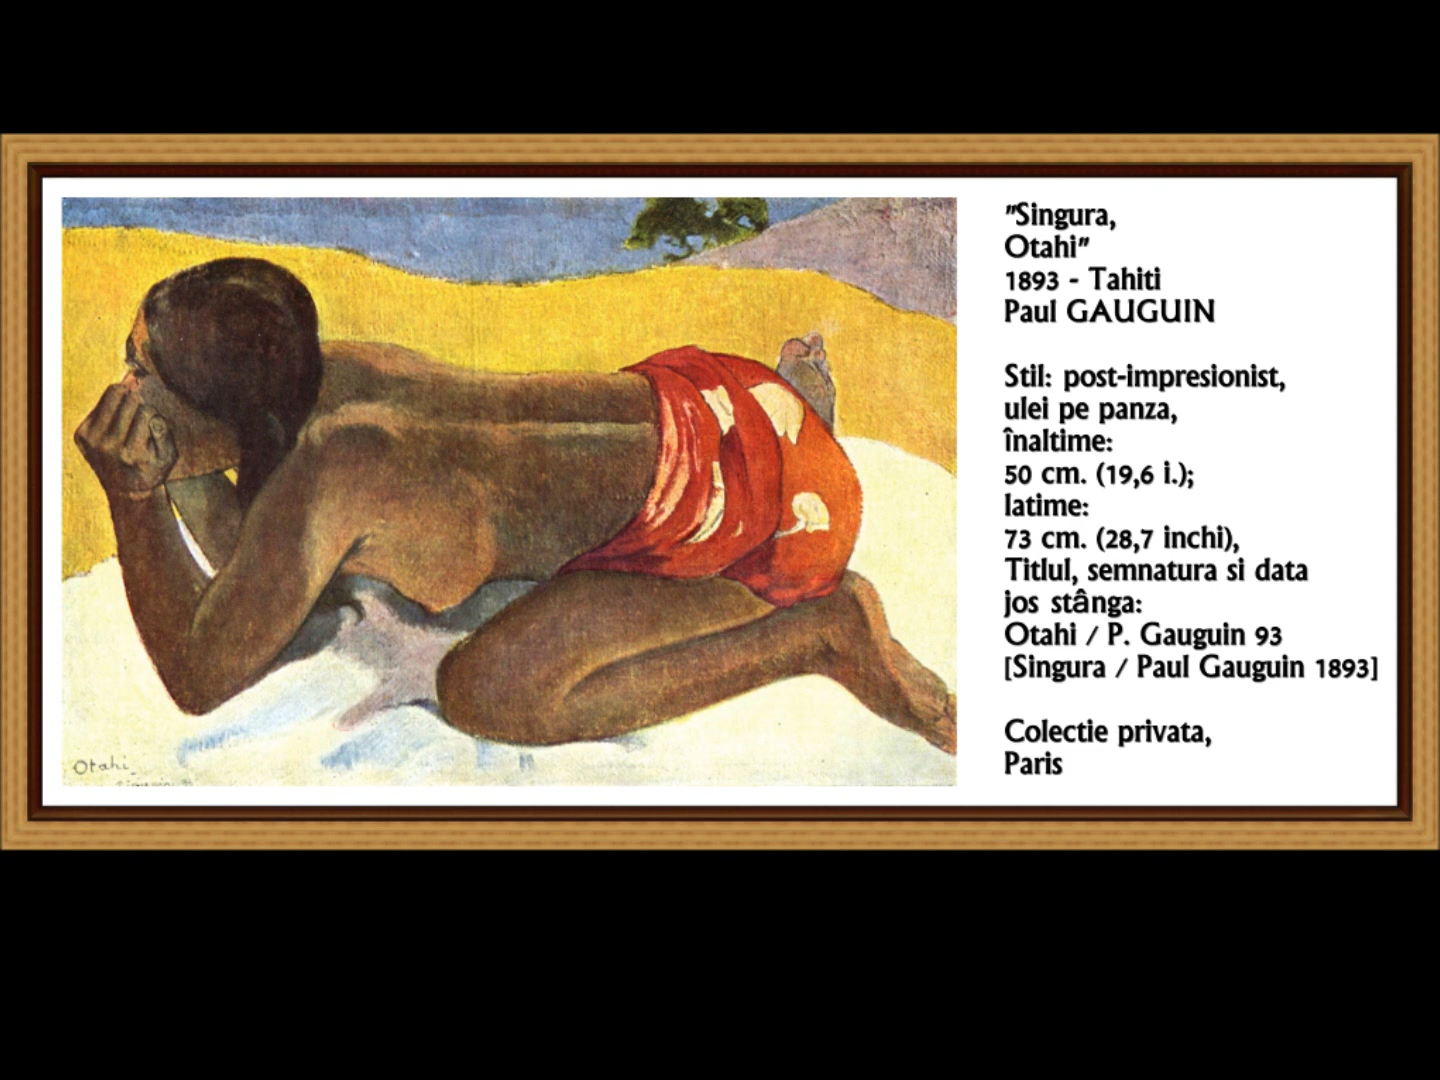 "Singura,
Otahi"
1893 - Tahiti
Paul GAUGUIN
Stil: post-impresionist,
ulei pe panza,
înaltime:
50 cm. (19,6 i.);
latime:
73 cm. (28,7 inchi),
Titlul, semnatura si data
jos stânga:
Otahi / P. Gauguin 93
[Singura / Paul Gauguin 1893]
Colectie privata,
Paris
Otahi